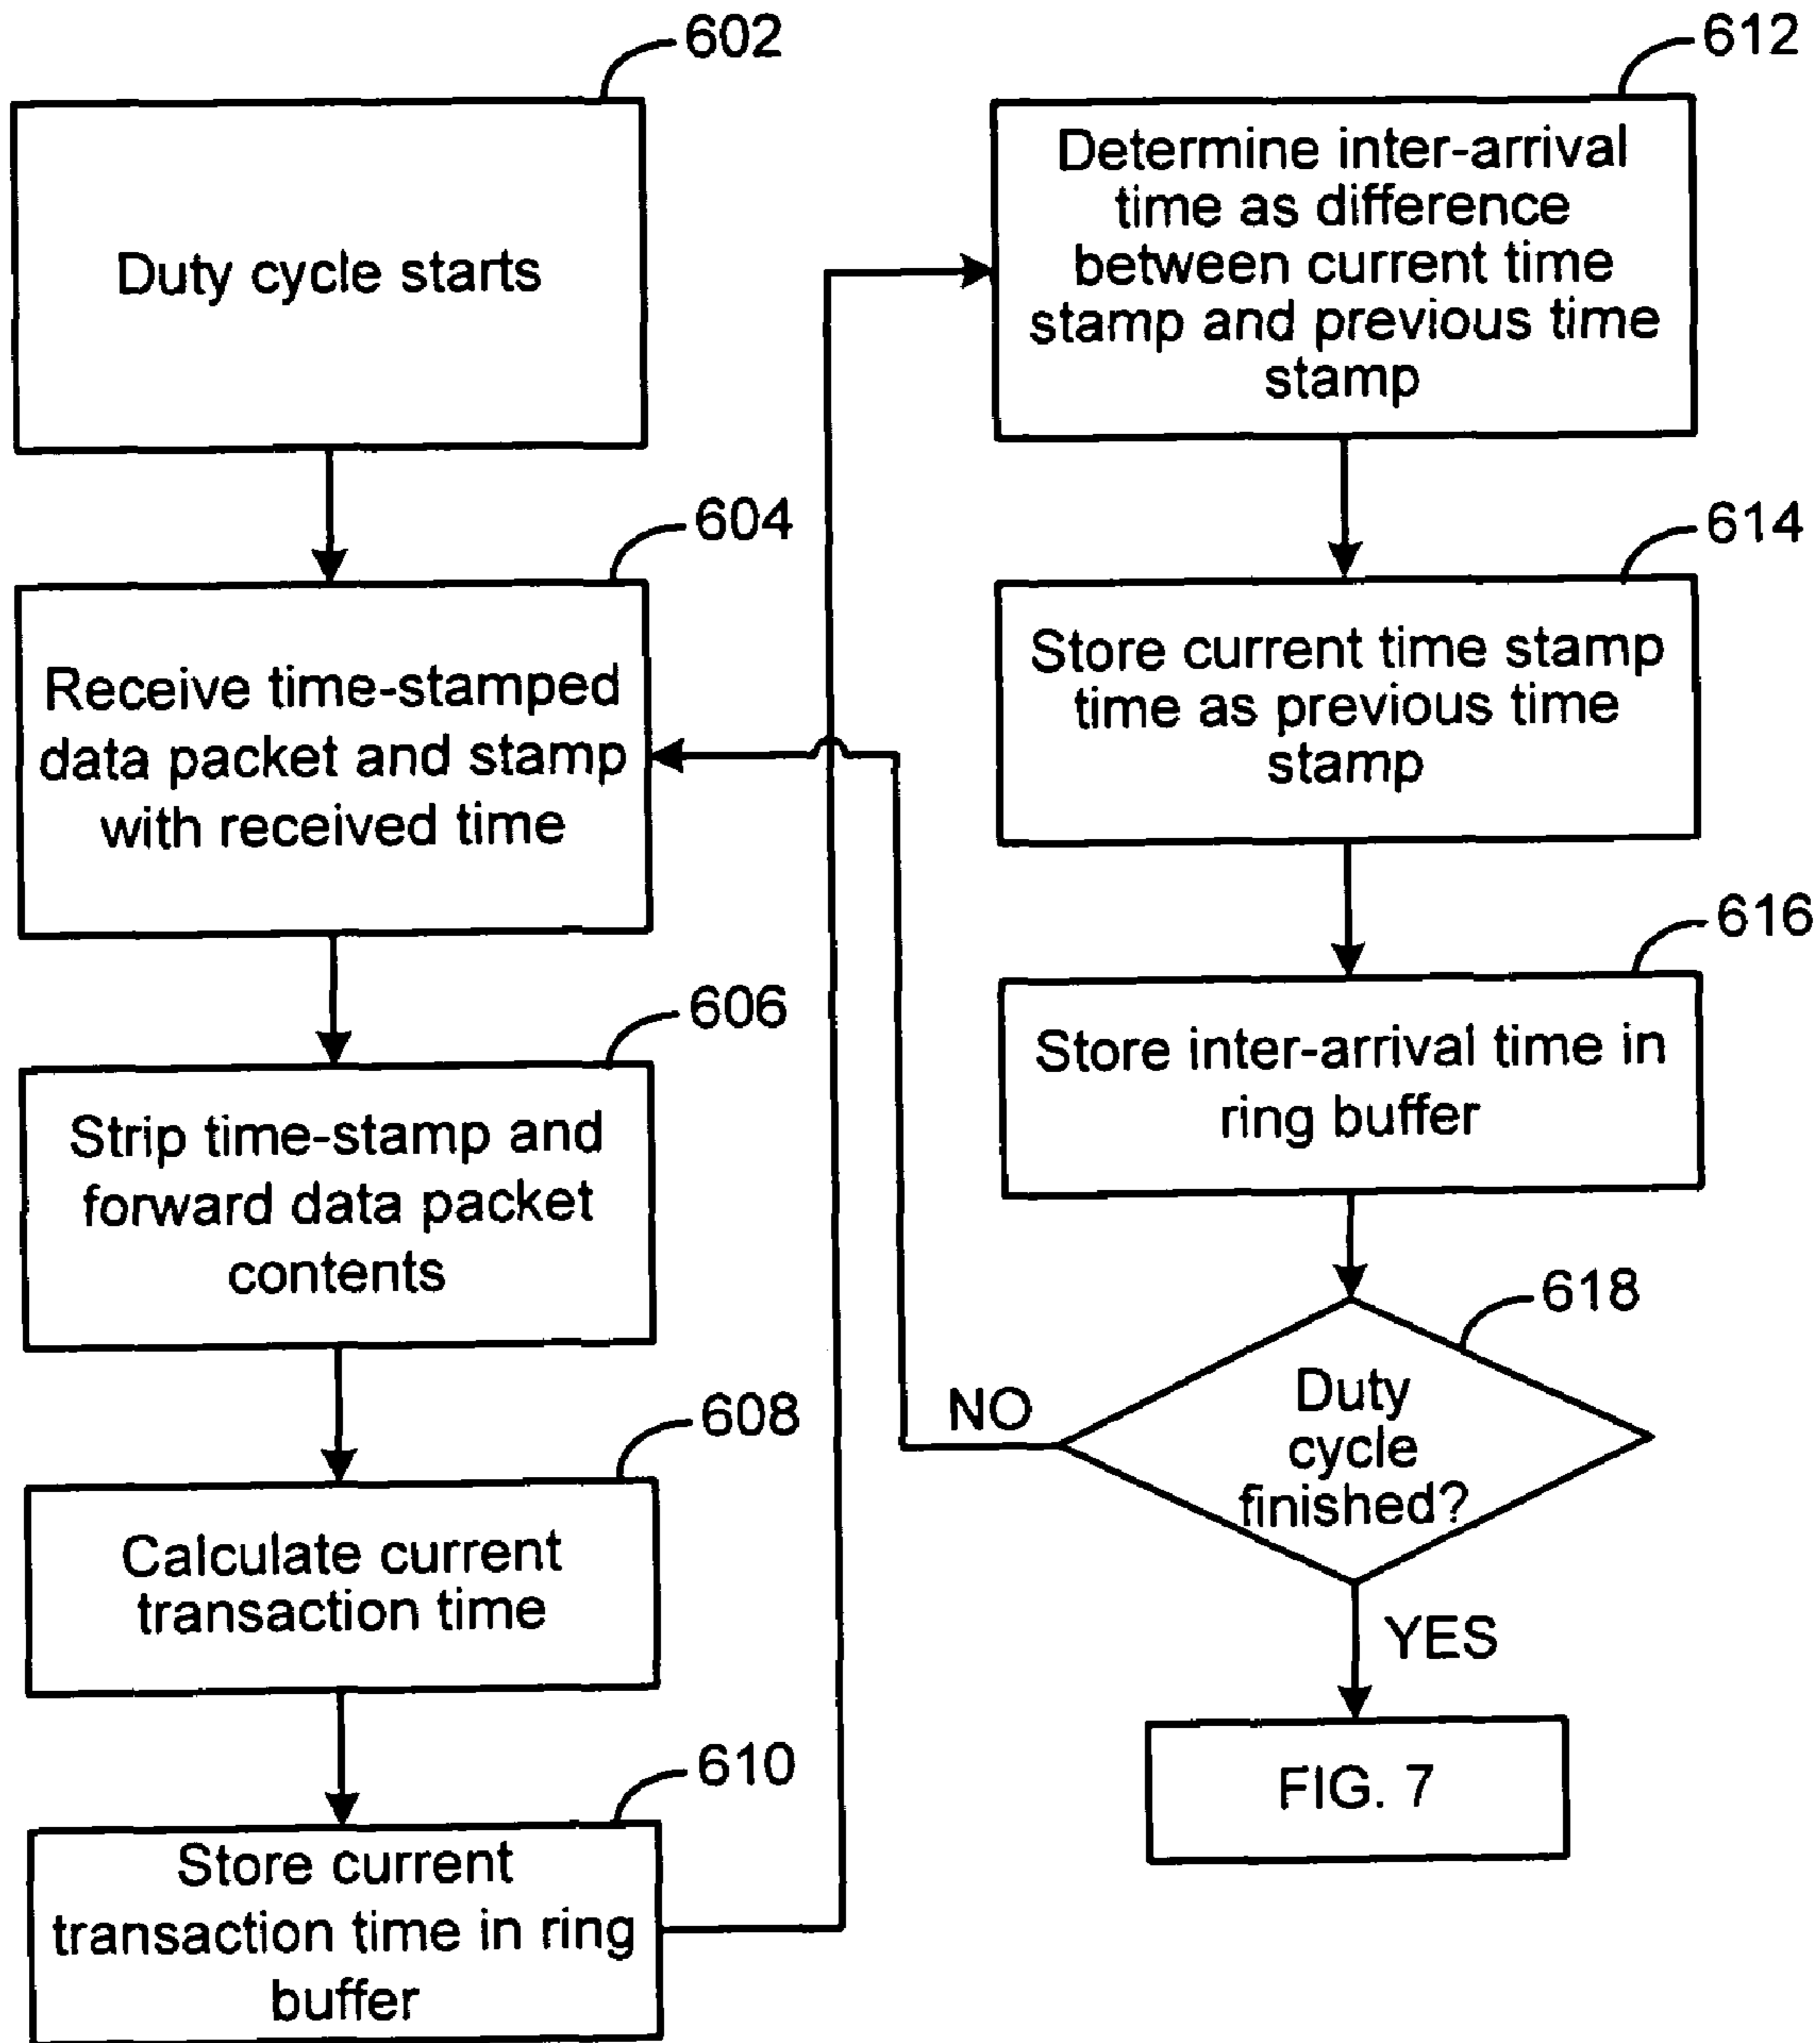 602
Duty cycle starts
604
Receive time-stamped
data packet and stamp
with received time
606
Strip time-stamp and
forward data packet
contents
608
Calculate current
transaction time
610
Store current
transaction time in ring
buffer
612
Determine inter-arrival
time as difference
between current time
stamp and previous time
stamp
614
Store current time stamp
time as previous time
stamp
616
Store inter-arrival time in
ring buffer
618
Duty
cycle
finished?
NO
YES
FIG. 7